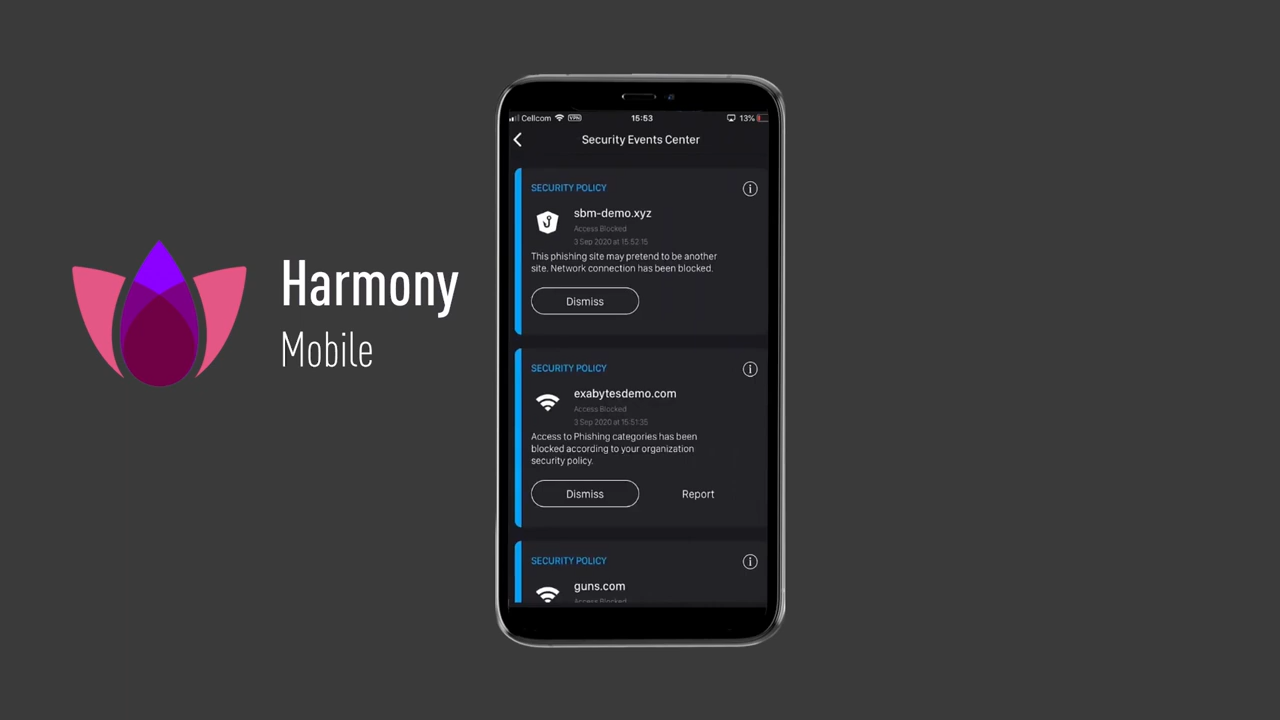 Harmony
Mobile
Cellcom VPN 15:53 13%
Security Events Center
SECURITY POLICY
sbm-demo.xyz
Access Blocked
3 Sep 2020 at 15:52:15
This phishing site may pretend to be another
site. Network connection has been blocked.
Dismiss
SECURITY POLICY
exabytesdemo.com
Access Blocked
3 Sep 2020 at 15:51:35
Access to Phishing categories has been
blocked according to your organization
security policy.
Dismiss Report
SECURITY POLICY
guns.com
Access Blocked